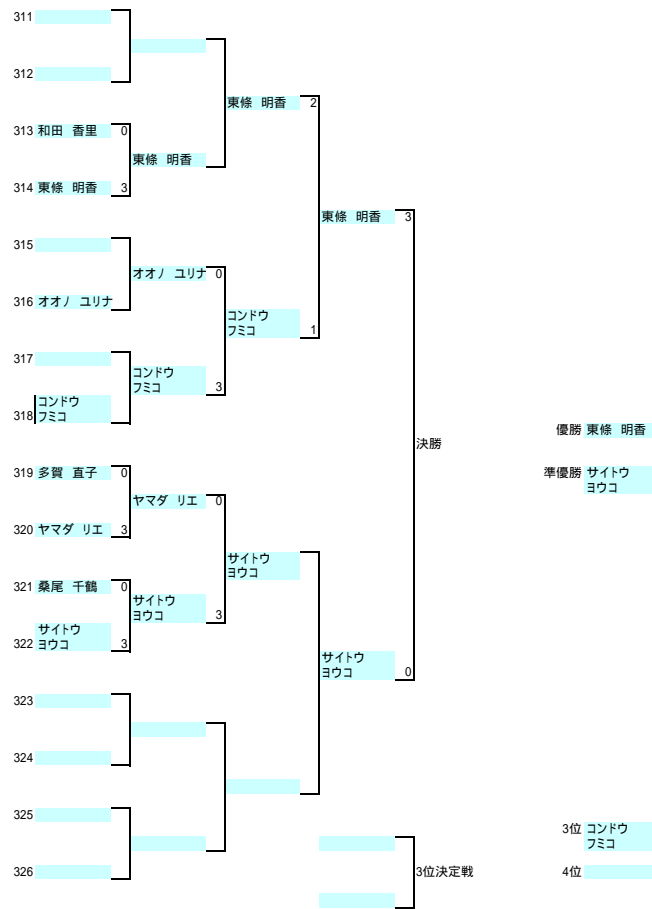 311
312
東條 明香 2
313 和田 香里 0
東條 明香
314 東條 明香 3
東條 明香 3
315
オオノ ユリナ 0
316 オオノ ユリナ
コンドウ
フミコ 1
317
コンドウ
フミコ 3
コンドウ
318 フミコ
優勝 東條 明香
決勝
319 多賀 直子 0
準優勝 サイトウ
ヨウコ
ヤマダ リエ 0
320 ヤマダ リエ 3
サイトウ
ヨウコ
321 桑尾 千鶴 0
サイトウ
ヨウコ 3
サイトウ
322 ヨウコ 3
サイトウ
ヨウコ 0
323
324
325
3位 コンドウ
フミコ
326
3位決定戦
4位